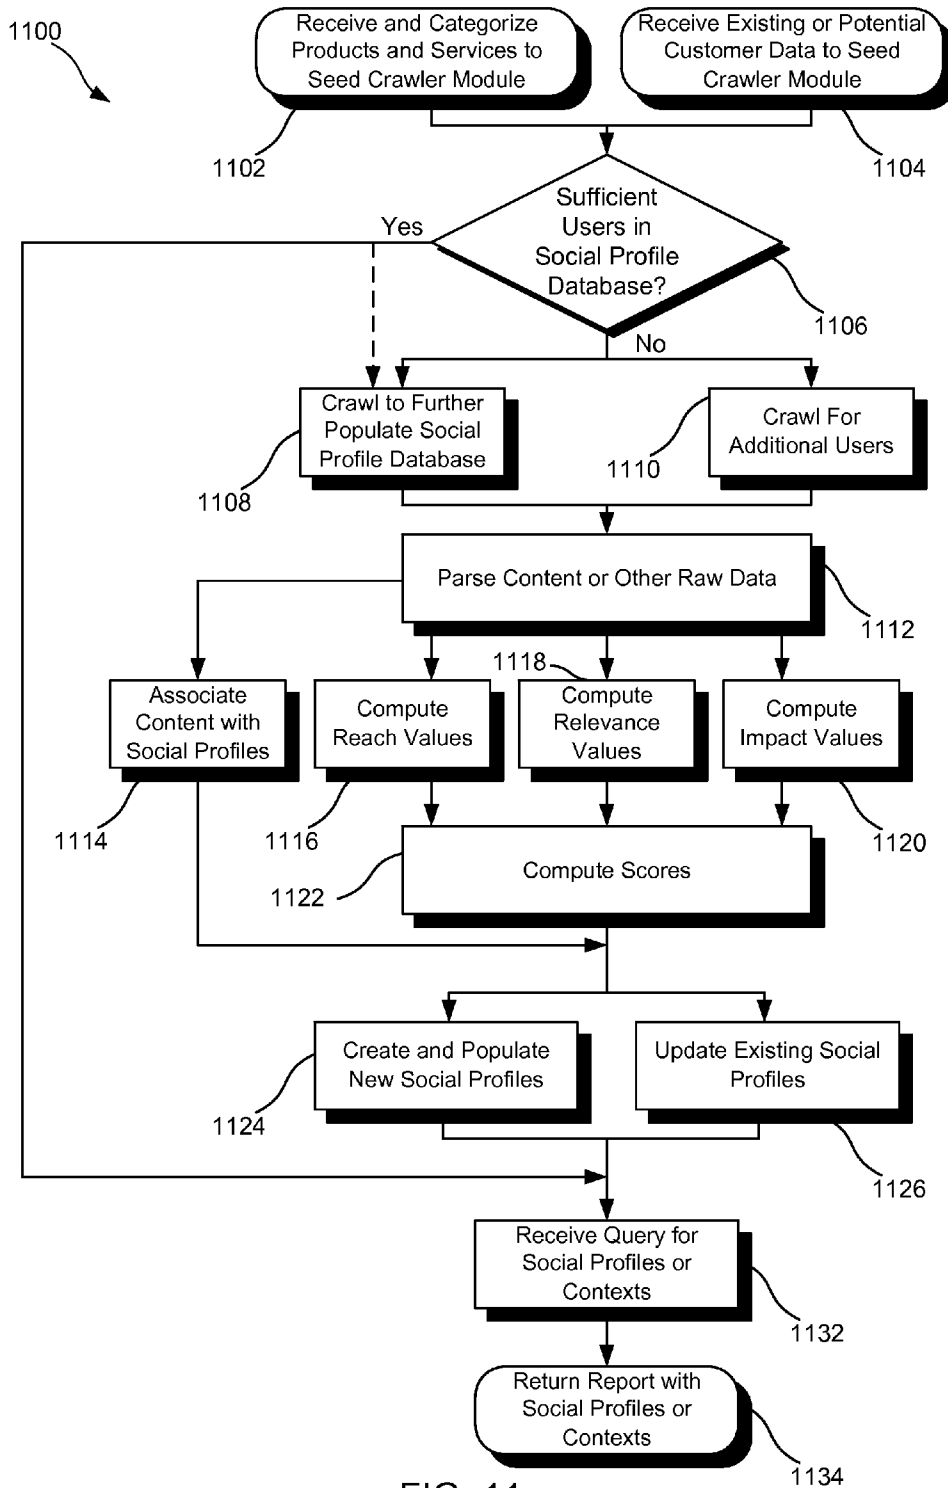 1100
Receive and Categorize
Products and Services to
Seed Crawler Module
Receive Existing or Potential
Customer Data to Seed
Crawler Module
1102
1104
Sufficient
Users in
Social Profile
Database?
Yes
1106
No
Crawl to Further
Populate Social
Profile Database
Crawl For
Additional Users
1108
1110
Parse Content or Other Raw Data
1112
1118
Associate
Content with
Social Profiles
Compute
Reach Values
Compute
Relevance
Values
Compute
Impact Values
1114
1116
1120
Compute Scores
1122
Create and Populate
New Social Profiles
Update Existing Social
Profiles
1124
1126
Receive Query for
Social Profiles or
Contexts
1132
Return Report with
Social Profiles or
Contexts
1134
FIG. 11